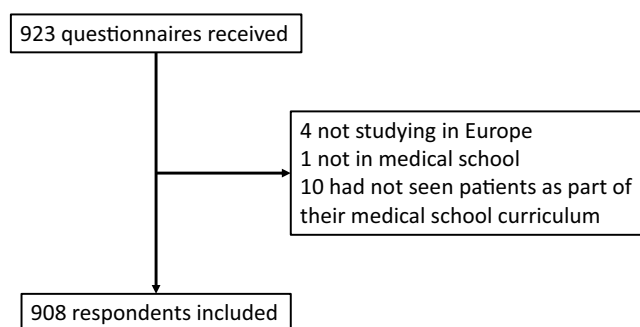 923 questionnaires received
4 not studying in Europe
1 not in medical school
10 had not seen patients as part of
their medical school curriculum
908 respondents included